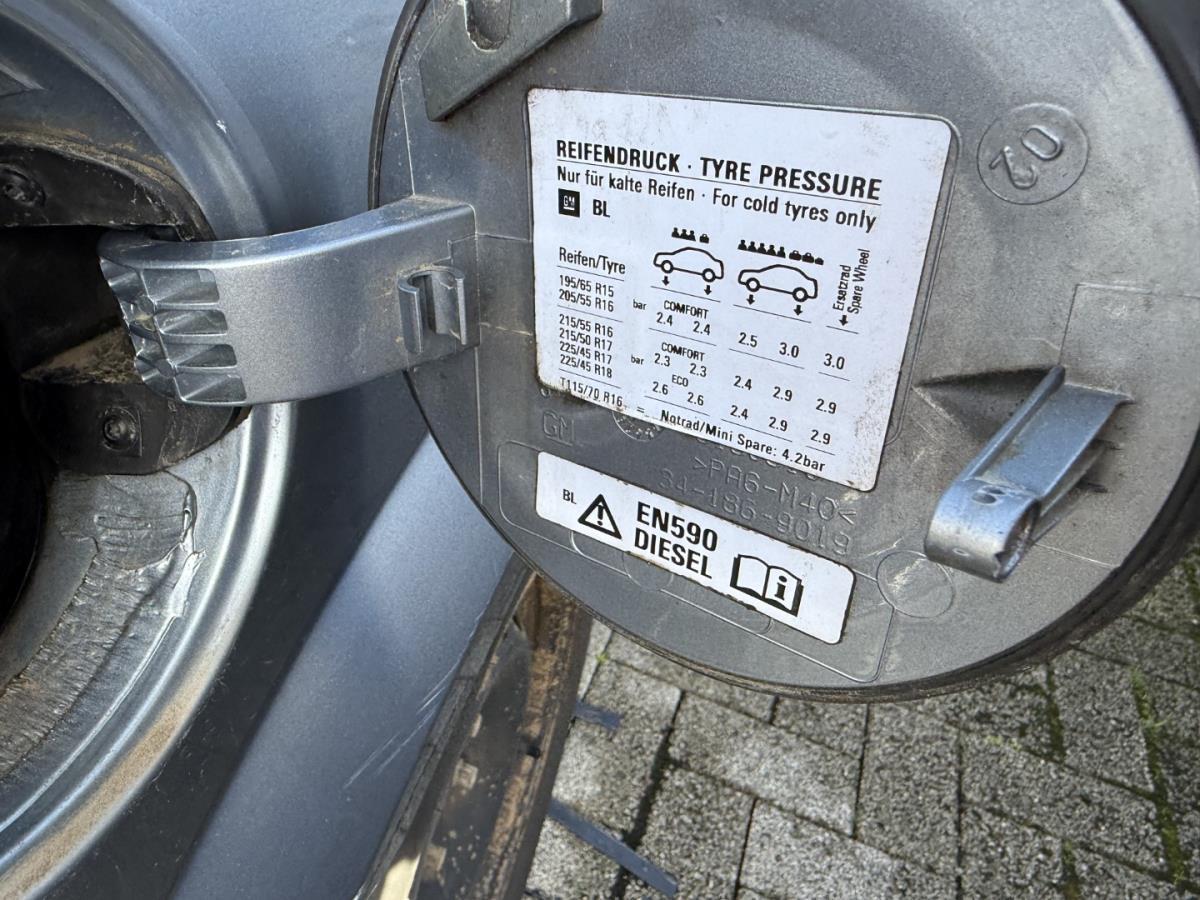 REIFENDRUCK · TYRE PRESSURE
Nur für kalte Reifen · For cold tyres only
GM BL
Reifen/Tyre
Ersatzrad
Spare Wheel
195/65 R15
205/55 R16
bar COMFORT
2.4 2.4 2.5 3.0 3.0
215/55 R16
215/50 R17
225/45 R17
225/45 R18
bar COMFORT
2.3 2.3 2.4 2.9 2.9
ECO
2.6 2.6 2.4 2.9 2.9
T115/70 R16 = Notrad/Mini Spare: 4.2bar
02
GM
>PA6-M40<
34-186-9019
BL
EN590
DIESEL
i